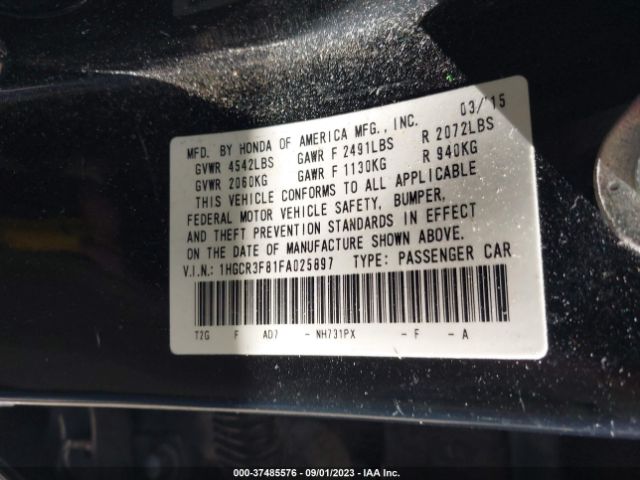 03/15
MFD. BY HONDA OF AMERICA MFG., INC.
GVWR 4542LBS GAWR F 2491LBS R 2072LBS
GVWR 2060KG GAWR F 1130KG R 940KG
THIS VEHICLE CONFORMS TO ALL APPLICABLE
FEDERAL MOTOR VEHICLE SAFETY, BUMPER,
AND THEFT PREVENTION STANDARDS IN EFFECT
ON THE DATE OF MANUFACTURE SHOWN ABOVE.
V.I.N.: 1HGCR3F81FA025897 TYPE: PASSENGER CAR
T2G F AD7 - NH731PX - F - A
000-37485576 - 09/01/2023 - IAA Inc.